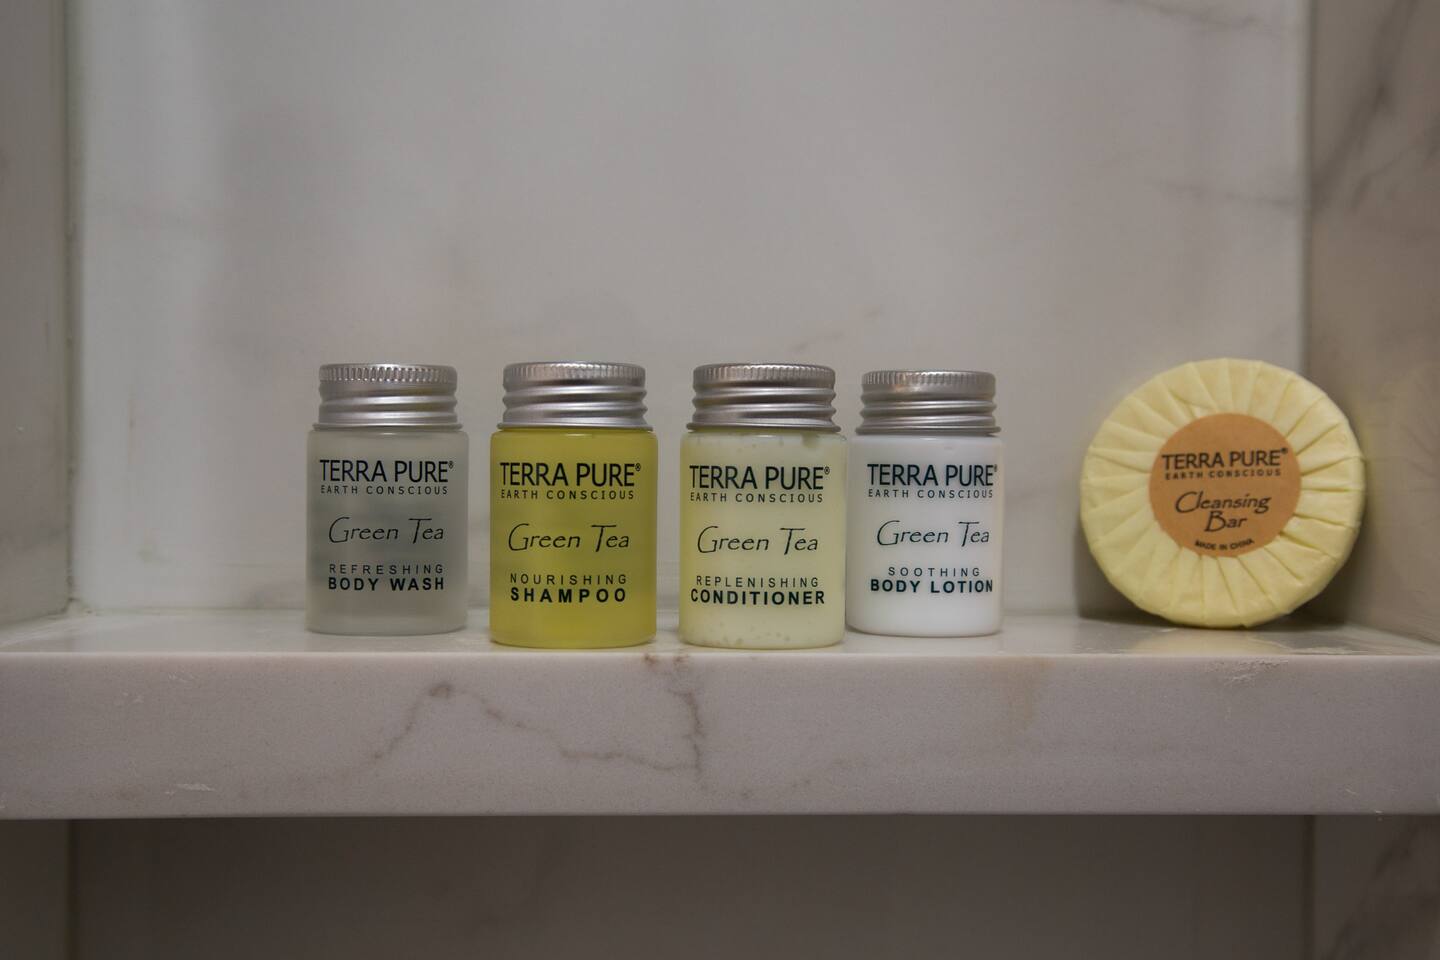 TERRA PURE®
EARTH CONSCIOUS
Green Tea
REFRESHING
BODY WASH
TERRA PURE®
EARTH CONSCIOUS
Green Tea
NOURISHING
SHAMPOO
TERRA PURE®
EARTH CONSCIOUS
Green Tea
REPLENISHING
CONDITIONER
TERRA PURE®
EARTH CONSCIOUS
Green Tea
SOOTHING
BODY LOTION
TERRA PURE®
EARTH CONSCIOUS
Cleansing
Bar
MADE IN CHINA